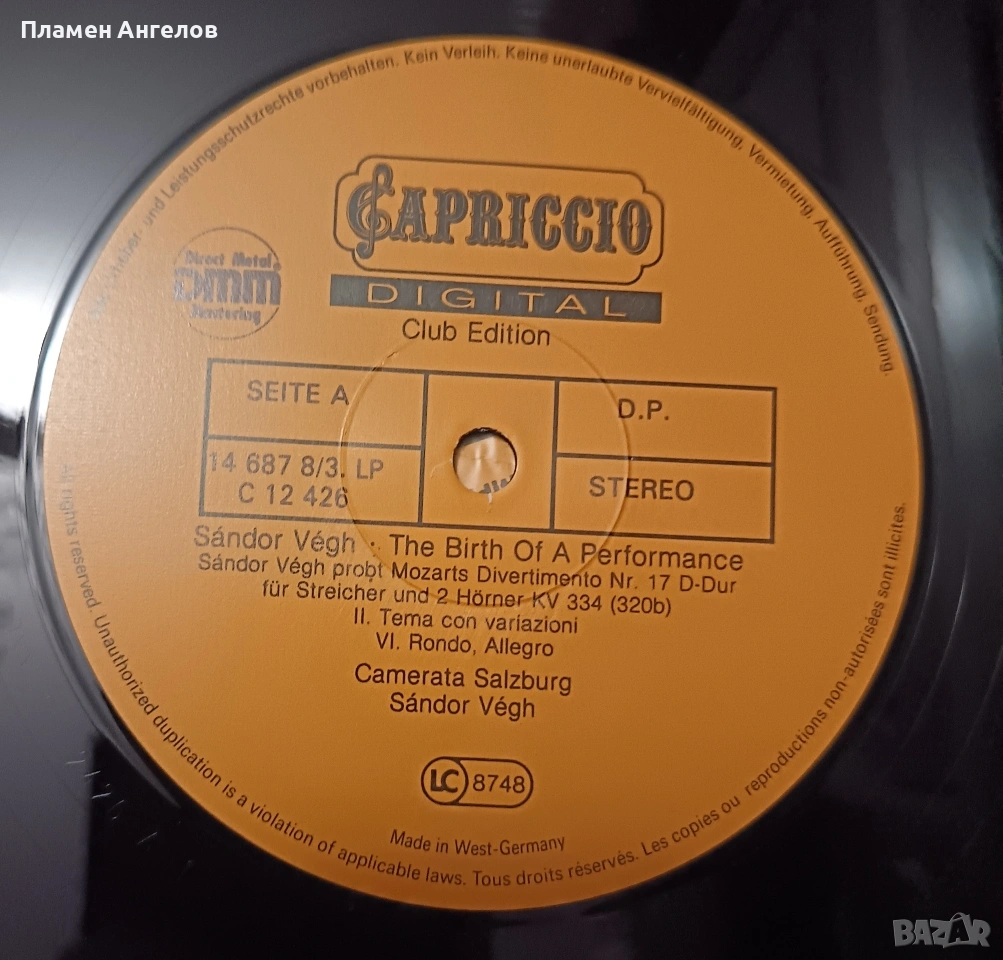 Пламен Ангелов
Urheber- und Leistungsschutzrechte vorbehalten. Kein Verleih. Keine unerlaubte Vervielfältigung, Vermietung, Aufführung, Sendung.
CAPRICCIO
DIGITAL
Club Edition
Direct Metal
DMM
Mastering
SEITE A
D.P.
14 687 8/3. LP
C 12 426
STEREO
Sándor Végh · The Birth Of A Performance
Sándor Végh probt Mozarts Divertimento Nr. 17 D-Dur
für Streicher und 2 Hörner KV 334 (320b)
II. Tema con variazioni
VI. Rondo, Allegro
Camerata Salzburg
Sándor Végh
LC 8748
Made in West-Germany
All rights reserved. Unauthorized duplication is a violation of applicable laws. Tous droits réservés. Les copies ou reproductions non-autorisées sont illicites.
BAZAR